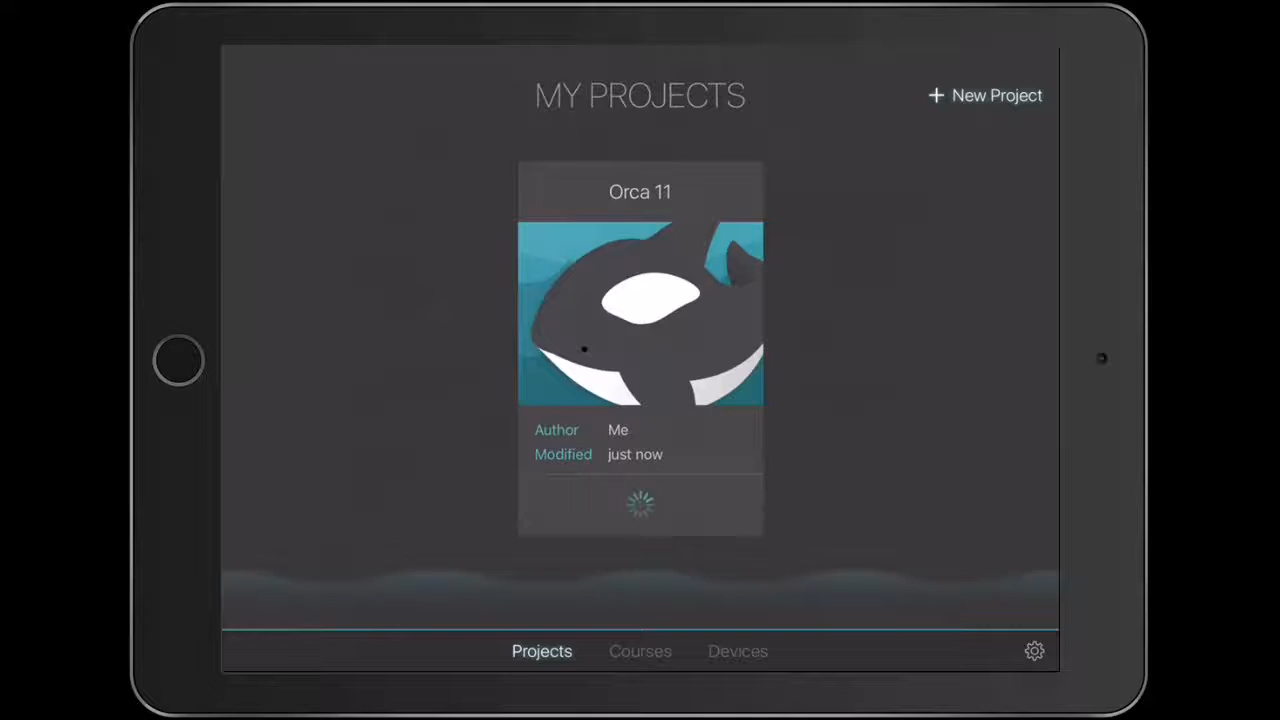 MY PROJECTS
+ New Project
Orca 11
Author Me
Modified just now
Projects Courses Devices